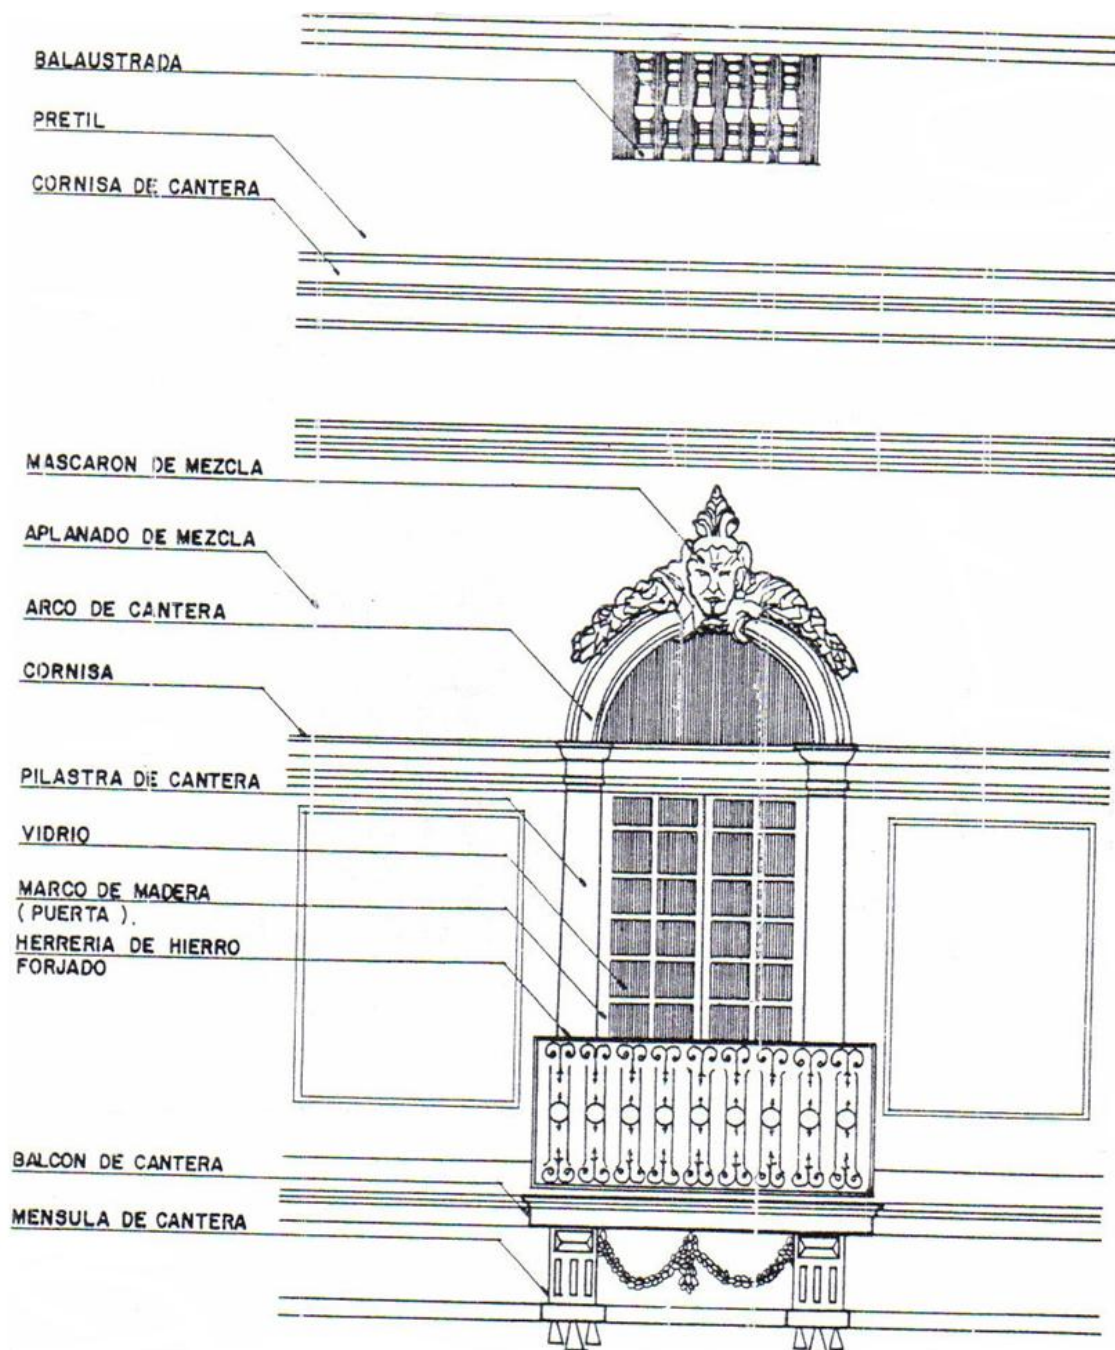 BALAUSTRADA
PRETIL
CORNISA DE CANTERA
MASCARON DE MEZCLA
APLANADO DE MEZCLA
ARCO DE CANTERA
CORNISA
PILASTRA DE CANTERA
VIDRIO
MARCO DE MADERA
( PUERTA ).
HERRERIA DE HIERRO
FORJADO
BALCON DE CANTERA
MENSULA DE CANTERA